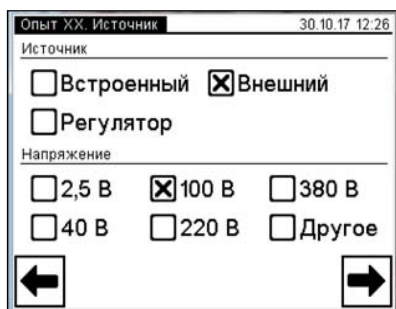 Опыт XX. Источник 30.10.17 12:26
Источник
Встроенный Внешний
Регулятор
Напряжение
2,5 В 100 В 380 В
40 В 220 В Другое